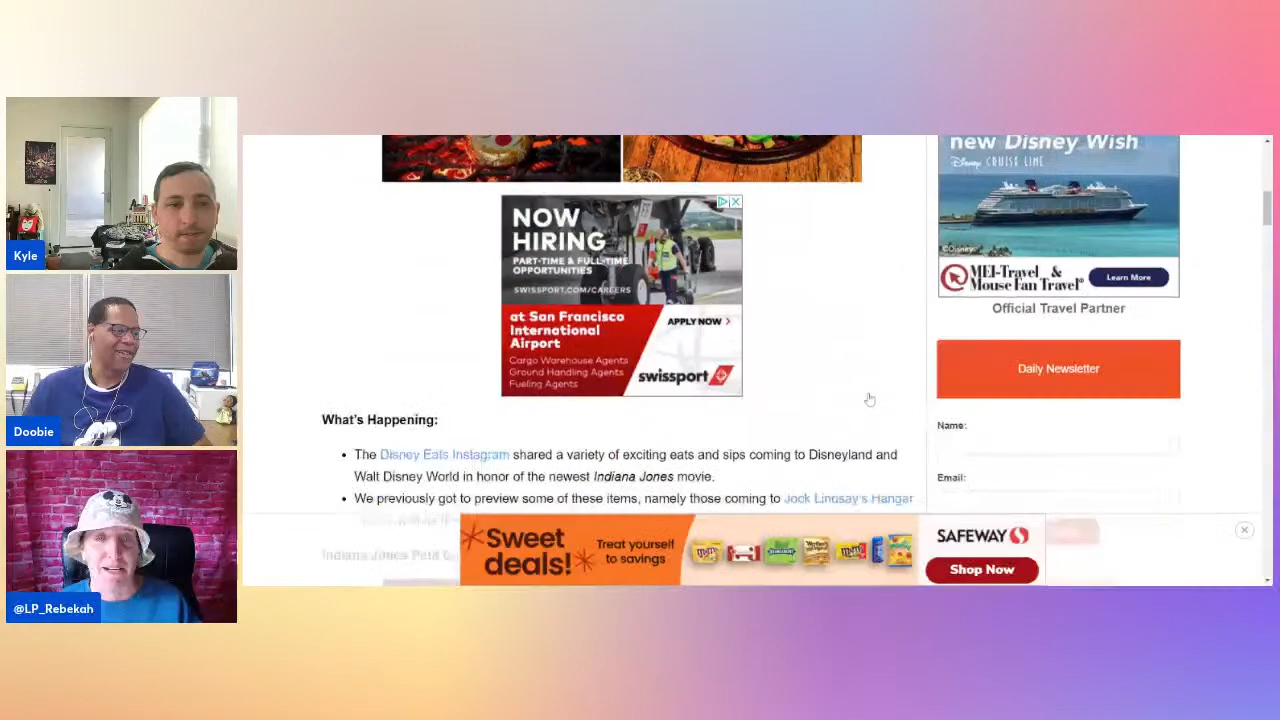 Kyle
Doobie
@LP_Rebekah
NOW
HIRING
PART-TIME & FULL-TIME
OPPORTUNITIES
SWISSPORT.COM/CAREERS
at San Francisco
International
Airport
APPLY NOW >
Cargo Warehouse Agents
Ground Handling Agents
Fueling Agents
swissport
What's Happening:
• The Disney Eats Instagram shared a variety of exciting eats and sips coming to Disneyland and
Walt Disney World in honor of the newest Indiana Jones movie.
• We previously got to preview some of these items, namely those coming to Jock Lindsay's Hangar
Indiana Jones
Sweet
deals!
Treat yourself
to savings
SAFEWAY
Shop Now
new Disney Wish
Disney CRUISE LINE
©Disney
MEI-Travel &
Mouse Fan Travel®
Learn More
Official Travel Partner
Daily Newsletter
Name:
Email: